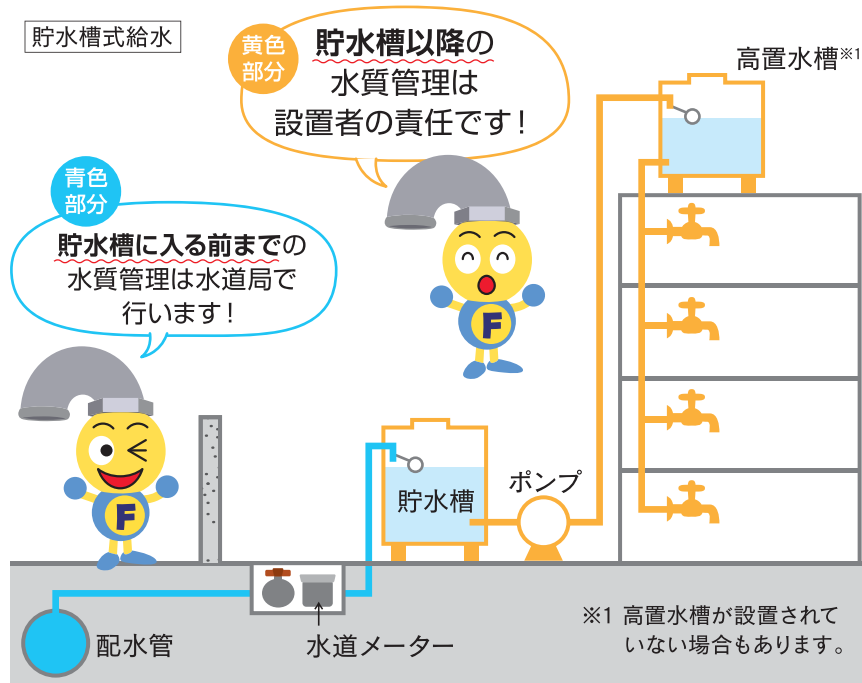 貯水槽式給水
黄色
部分
貯水槽以降の
水質管理は
設置者の責任です!
高置水槽※1
青色
部分
貯水槽に入る前までの
水質管理は水道局で
行います!
F
F
貯水槽
ポンプ
配水管
水道メーター
※1 高置水槽が設置されて
いない場合もあります。